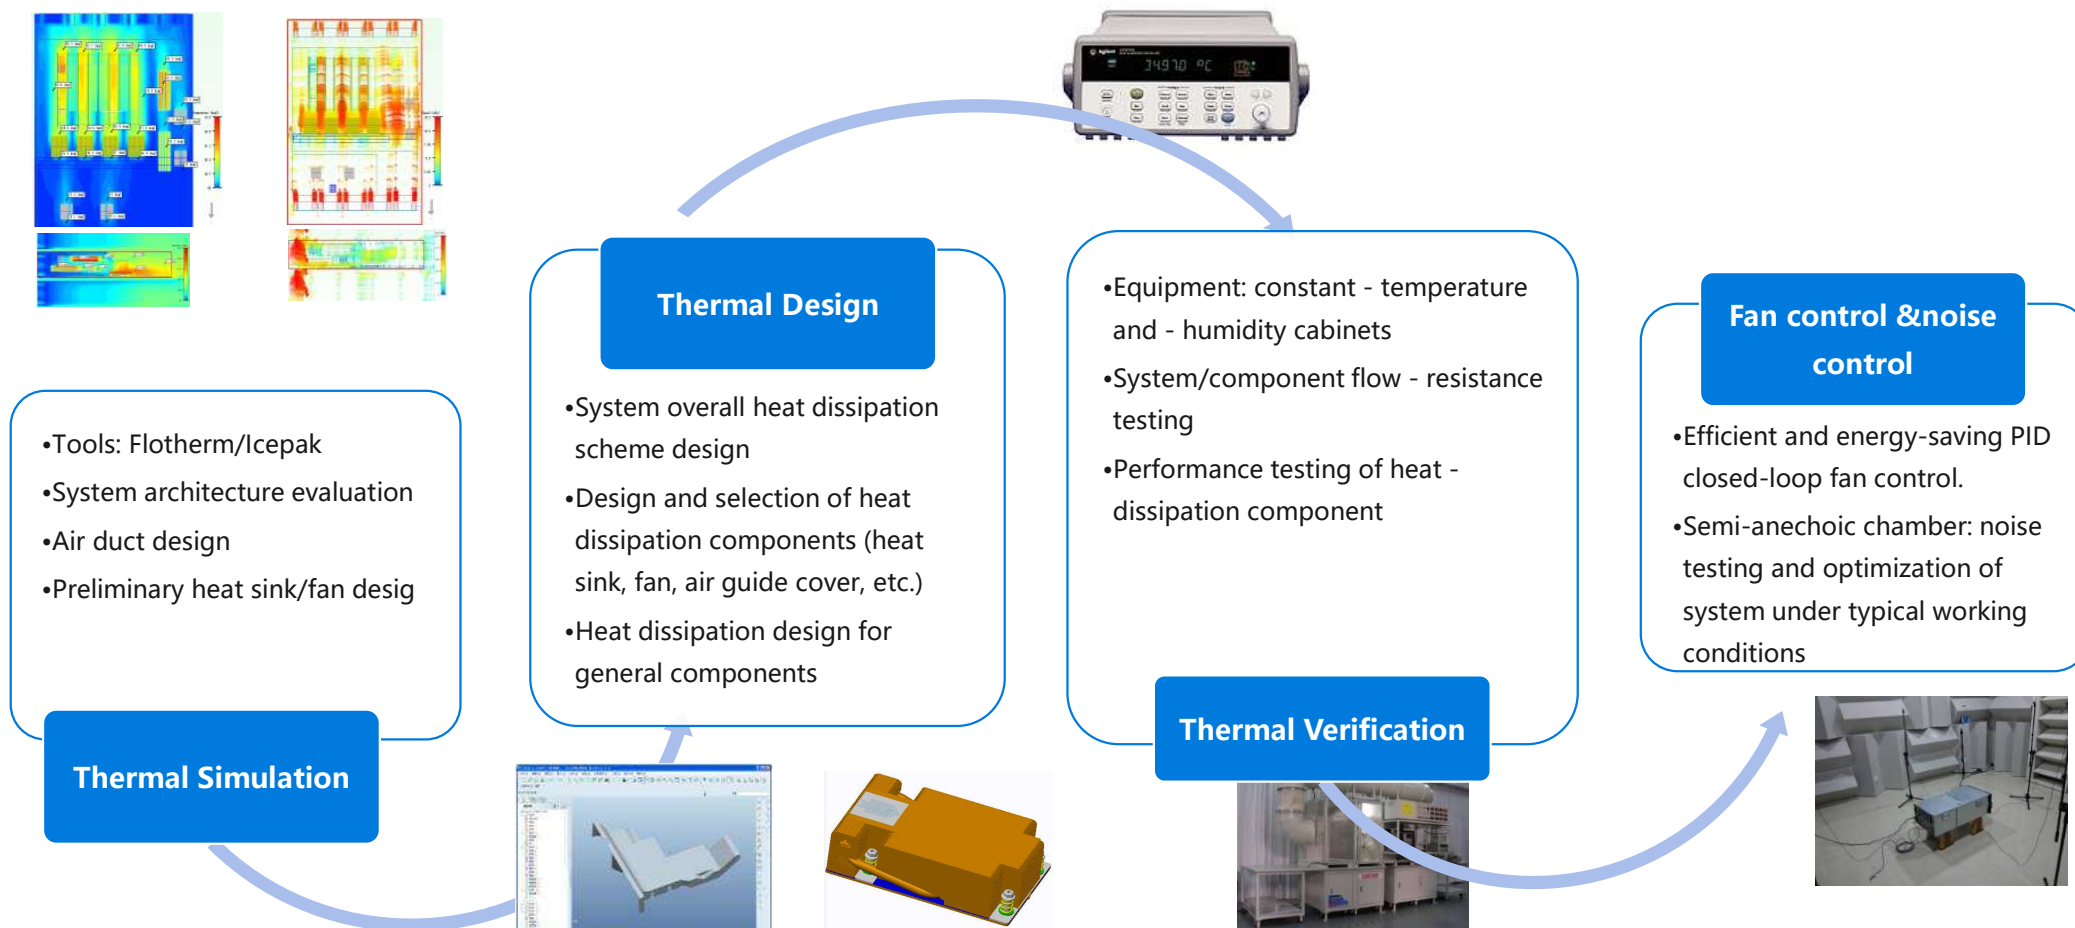 •Tools: Flotherm/Icepak
•System architecture evaluation
•Air duct design
•Preliminary heat sink/fan desig
Thermal Simulation
Thermal Design
•System overall heat dissipation
scheme design
•Design and selection of heat
dissipation components (heat
sink, fan, air guide cover, etc.)
•Heat dissipation design for
general components
Agilent
•Equipment: constant - temperature
and - humidity cabinets
•System/component flow - resistance
testing
•Performance testing of heat -
dissipation component
Thermal Verification
Fan control &noise
control
•Efficient and energy-saving PID
closed-loop fan control.
•Semi-anechoic chamber: noise
testing and optimization of
system under typical working
conditions